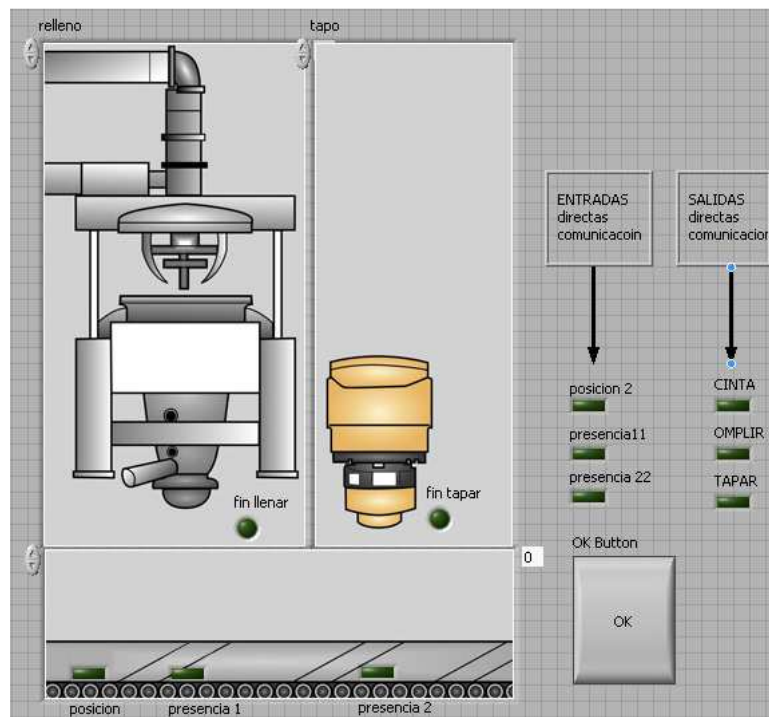 relleno
tapo
ENTRADAS
directas
comunicacoin
SALIDAS
directas
comunicacion
posicion 2
CINTA
presencia11
OMPLIR
presencia 22
TAPAR
fin llenar
fin tapar
OK Button
0
OK
posicion
presencia 1
presencia 2